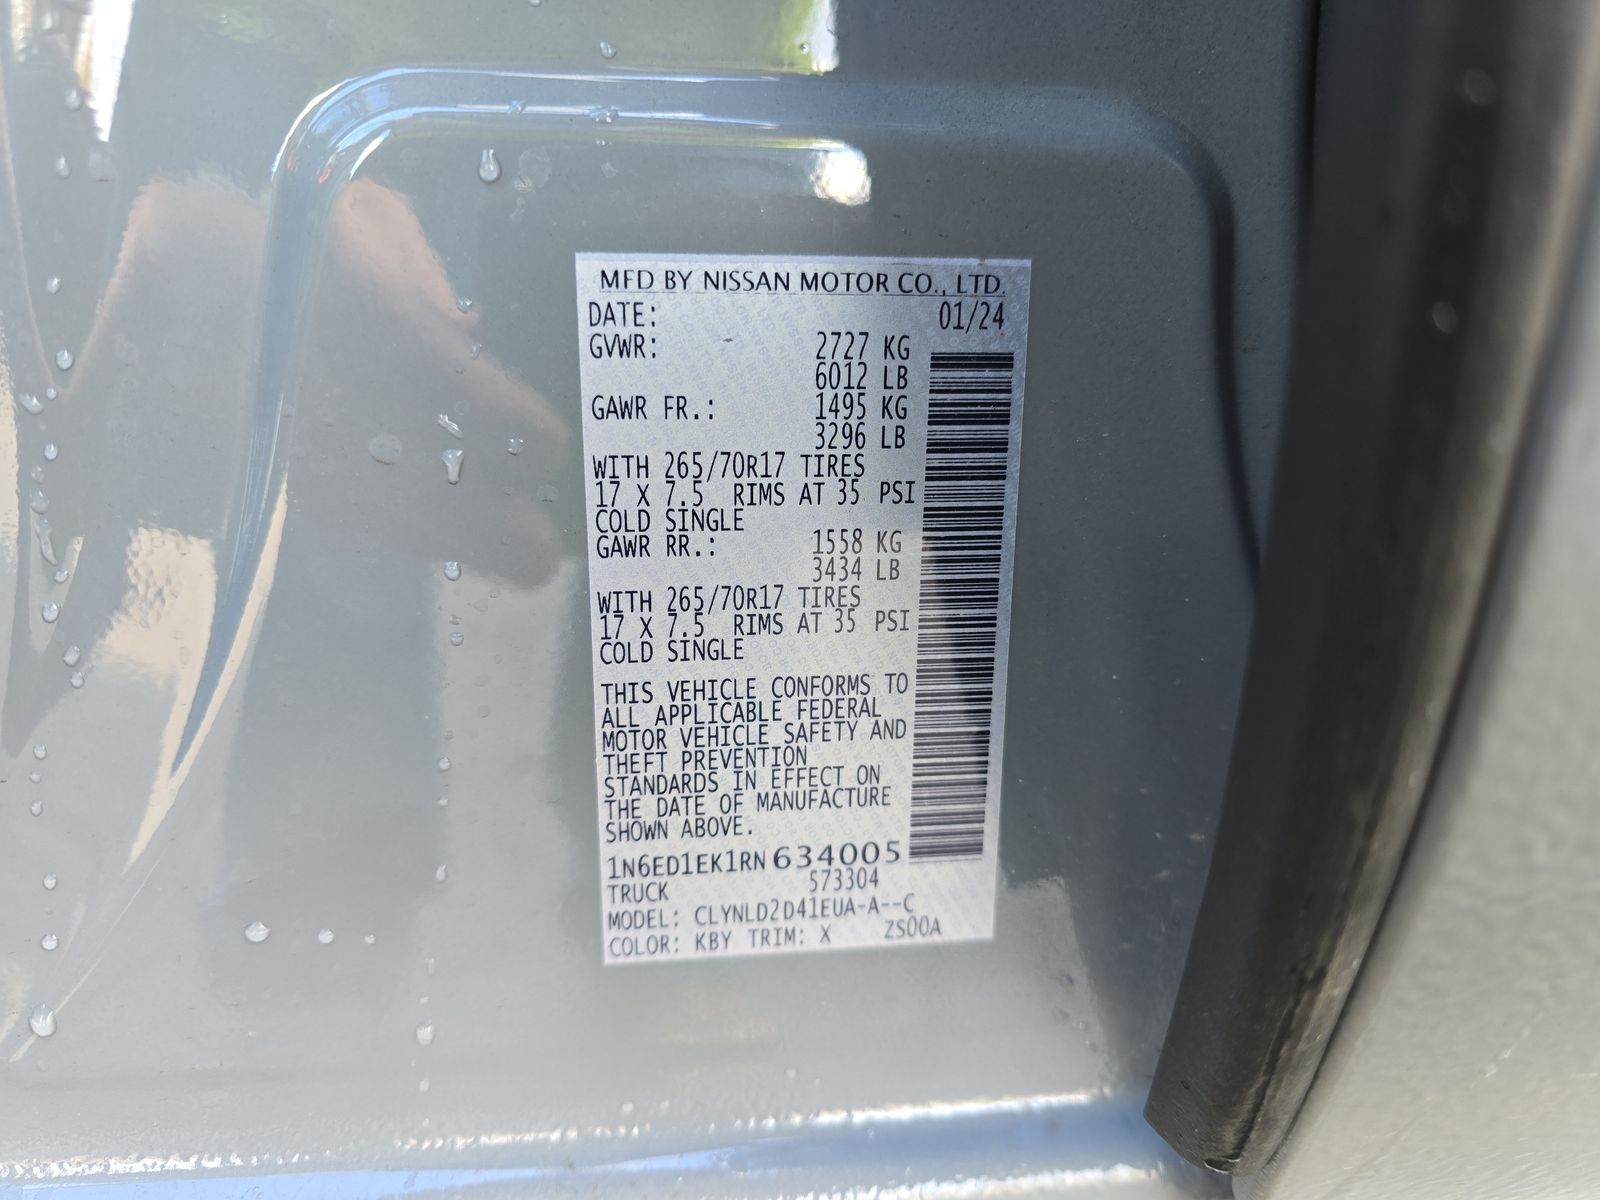 MFD BY NISSAN MOTOR CO., LTD.
DATE: 01/24
GVWR: 2727 KG
6012 LB
GAWR FR.: 1495 KG
3296 LB
WITH 265/70R17 TIRES
17 X 7.5 RIMS AT 35 PSI
COLD SINGLE
GAWR RR.: 1558 KG
3434 LB
WITH 265/70R17 TIRES
17 X 7.5 RIMS AT 35 PSI
COLD SINGLE
THIS VEHICLE CONFORMS TO
ALL APPLICABLE FEDERAL
MOTOR VEHICLE SAFETY AND
THEFT PREVENTION
STANDARDS IN EFFECT ON
THE DATE OF MANUFACTURE
SHOWN ABOVE.
1N6ED1EK1RN634005
TRUCK 573304
MODEL: CLYNLD2D41EUA-A--C
COLOR: KBY TRIM: X ZS00A